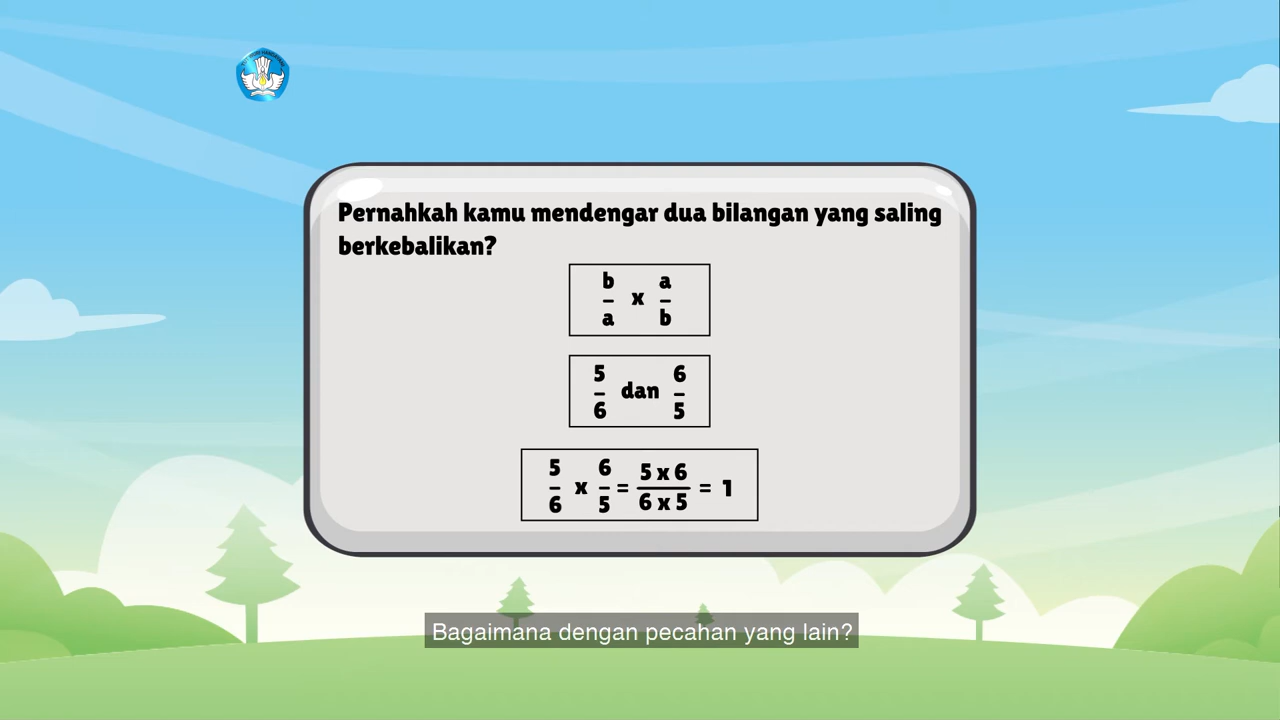 Pernahkah kamu mendengar dua bilangan yang saling
berkebalikan?
b/a x a/b
5/6 dan 6/5
5/6 x 6/5 = 5 x 6/6 x 5 = 1
Bagaimana dengan pecahan yang lain?